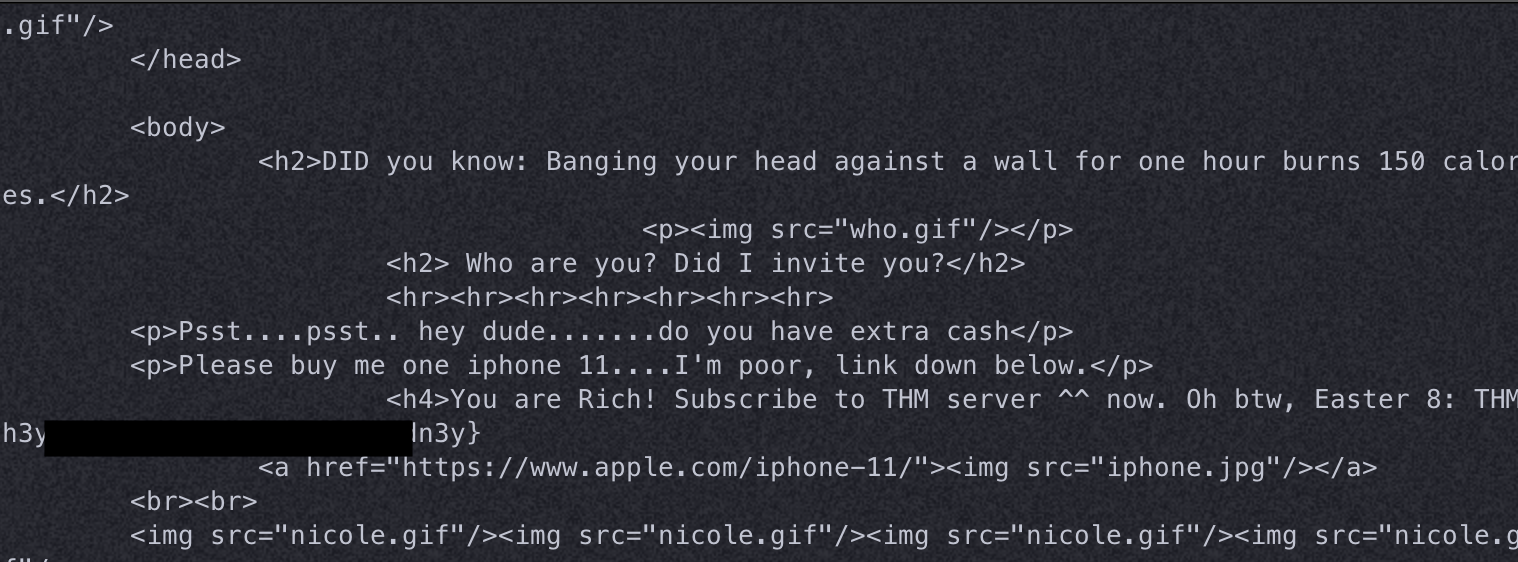 .gif"/>
</head>
<body>
<h2>DID you know: Banging your head against a wall for one hour burns 150 calor
es.</h2>
<p><img src="who.gif"/></p>
<h2> Who are you? Did I invite you?</h2>
<hr><hr><hr><hr><hr><hr><hr>
<p>Psst....psst.. hey dude.......do you have extra cash</p>
<p>Please buy me one iphone 11....I'm poor, link down below.</p>
<h4>You are Rich! Subscribe to THM server ^^ now. Oh btw, Easter 8: THM
h3y n3y}
<a href="https://www.apple.com/iphone-11/"><img src="iphone.jpg"/></a>
<br><br>
<img src="nicole.gif"/><img src="nicole.gif"/><img src="nicole.gif"/><img src="nicole.g